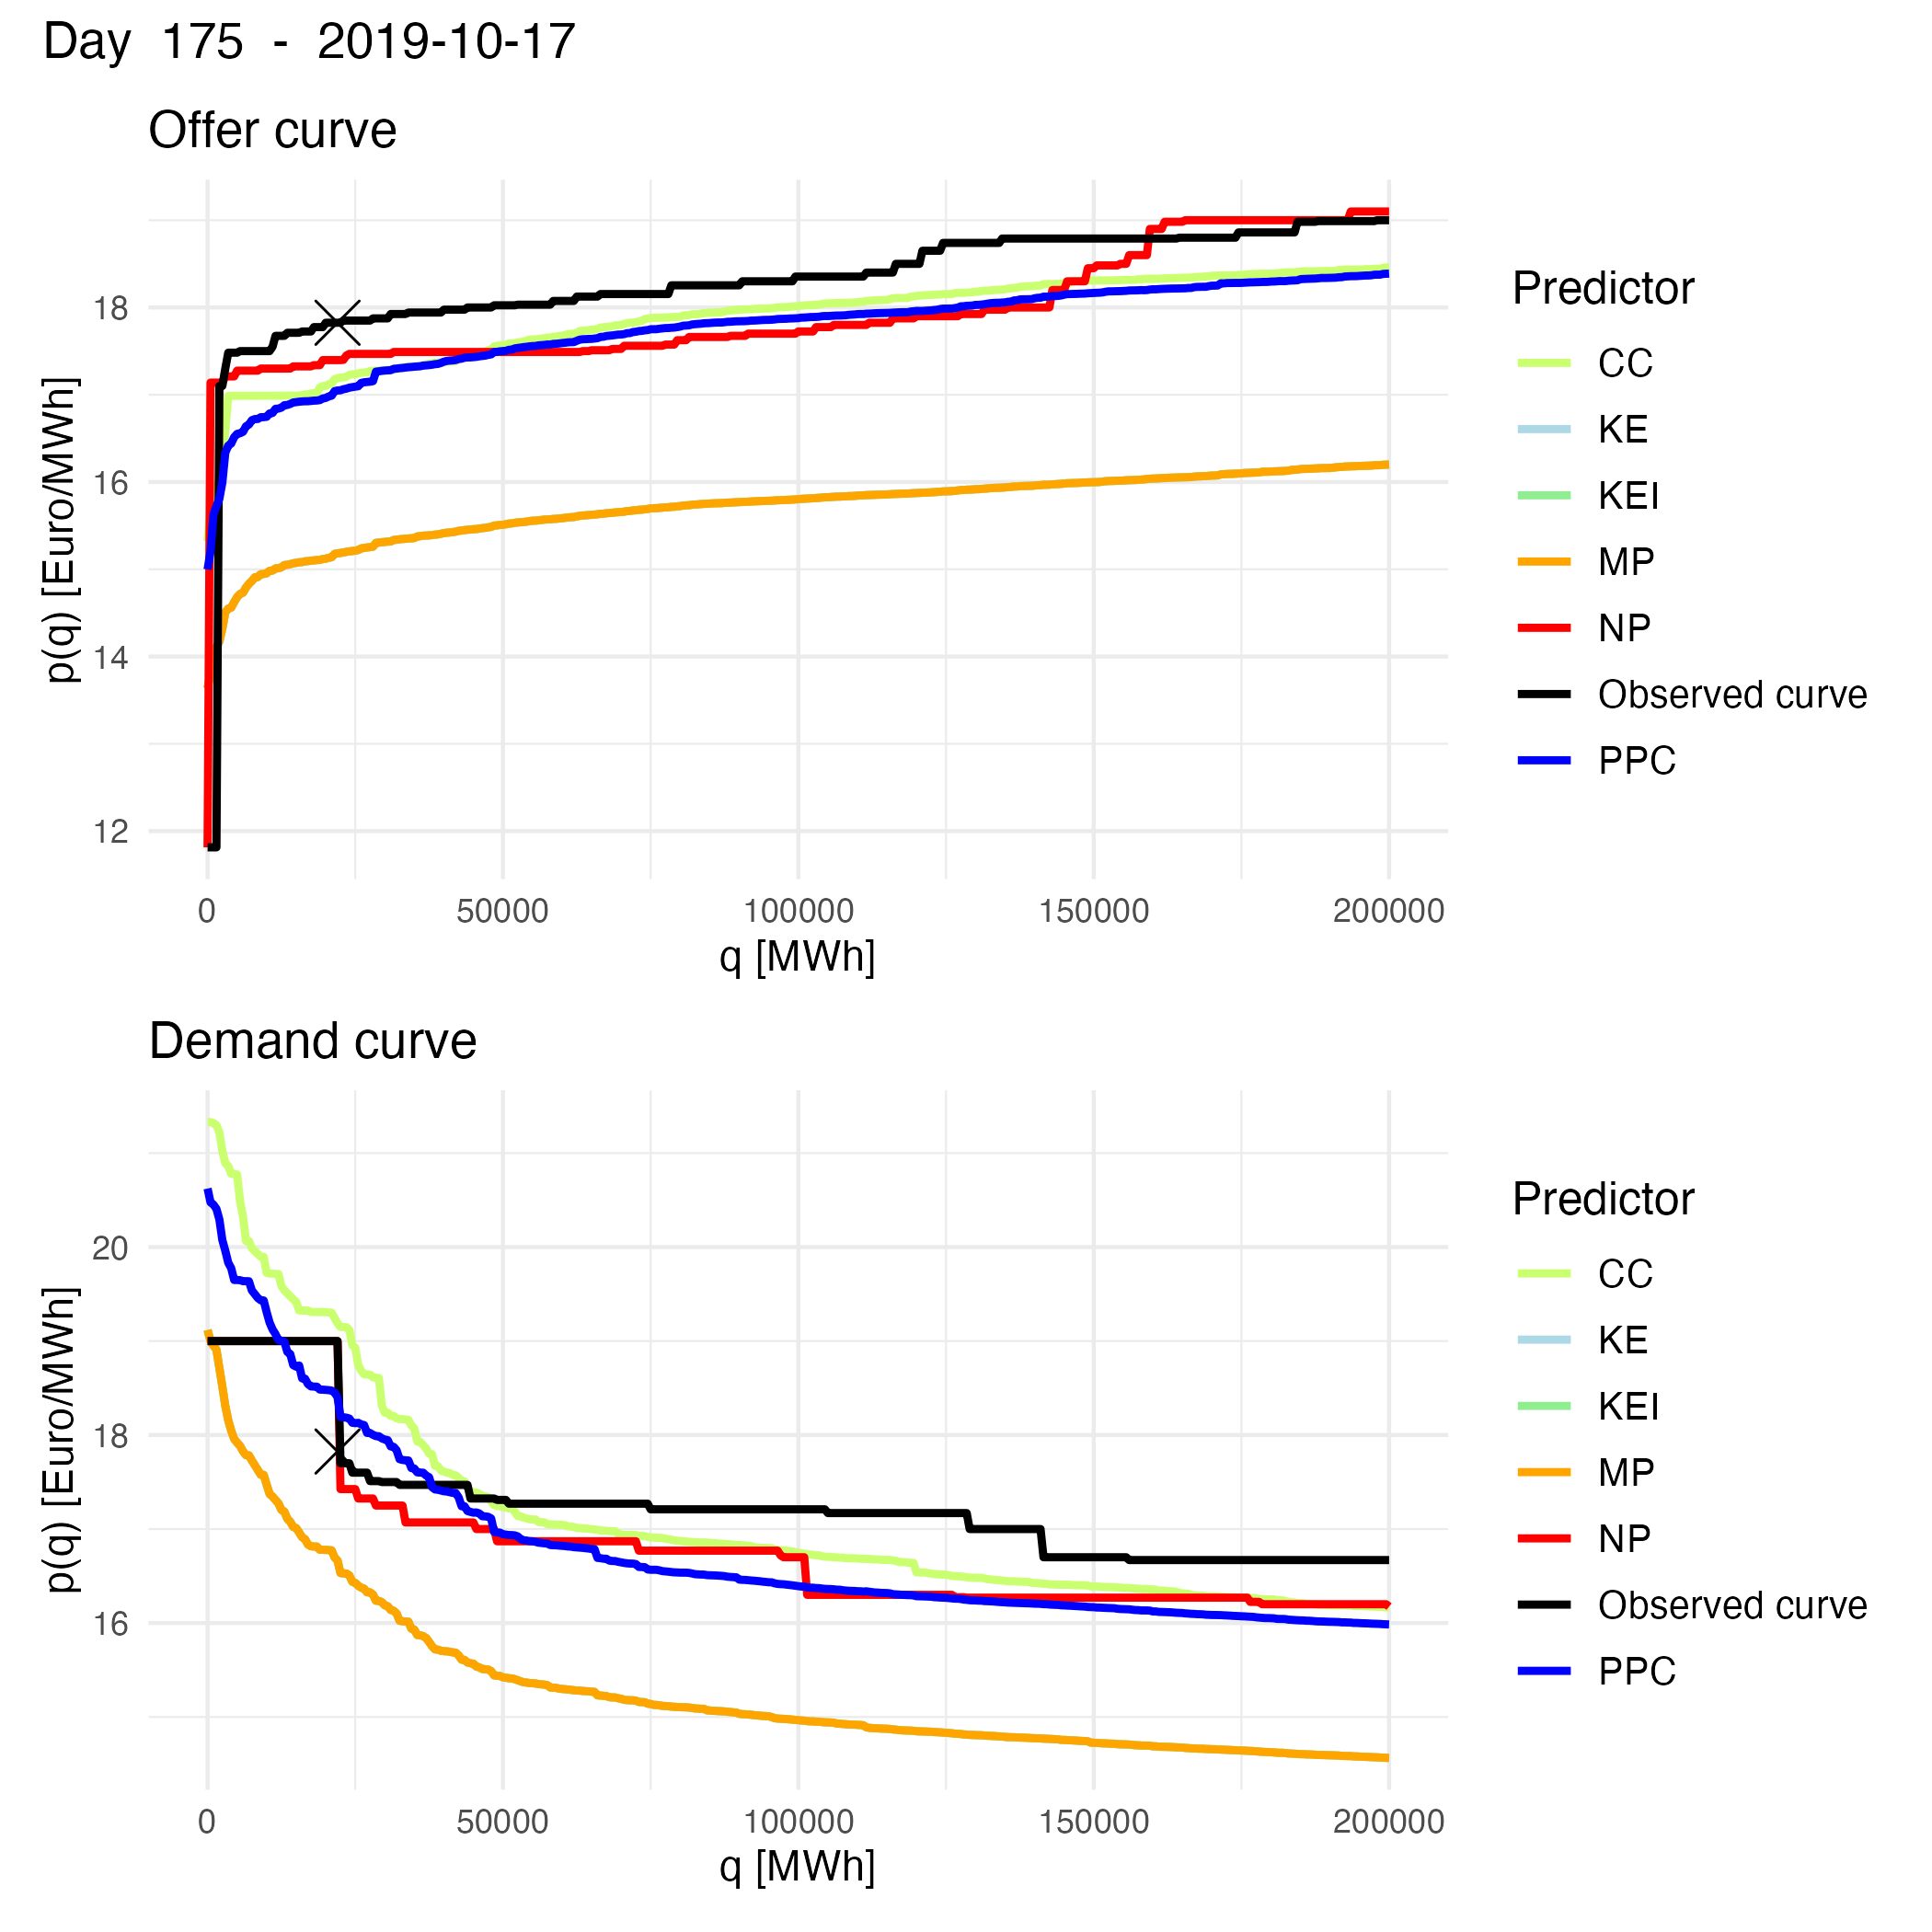 Day 175 - 2019-10-17
Offer curve
p(q) [Euro/MWh]
18
16
14
12
0 50000 100000 150000 200000
q [MWh]
Predictor
CC
KE
KEI
MP
NP
Observed curve
PPC
Demand curve
p(q) [Euro/MWh]
20
18
16
0 50000 100000 150000 200000
q [MWh]
Predictor
CC
KE
KEI
MP
NP
Observed curve
PPC